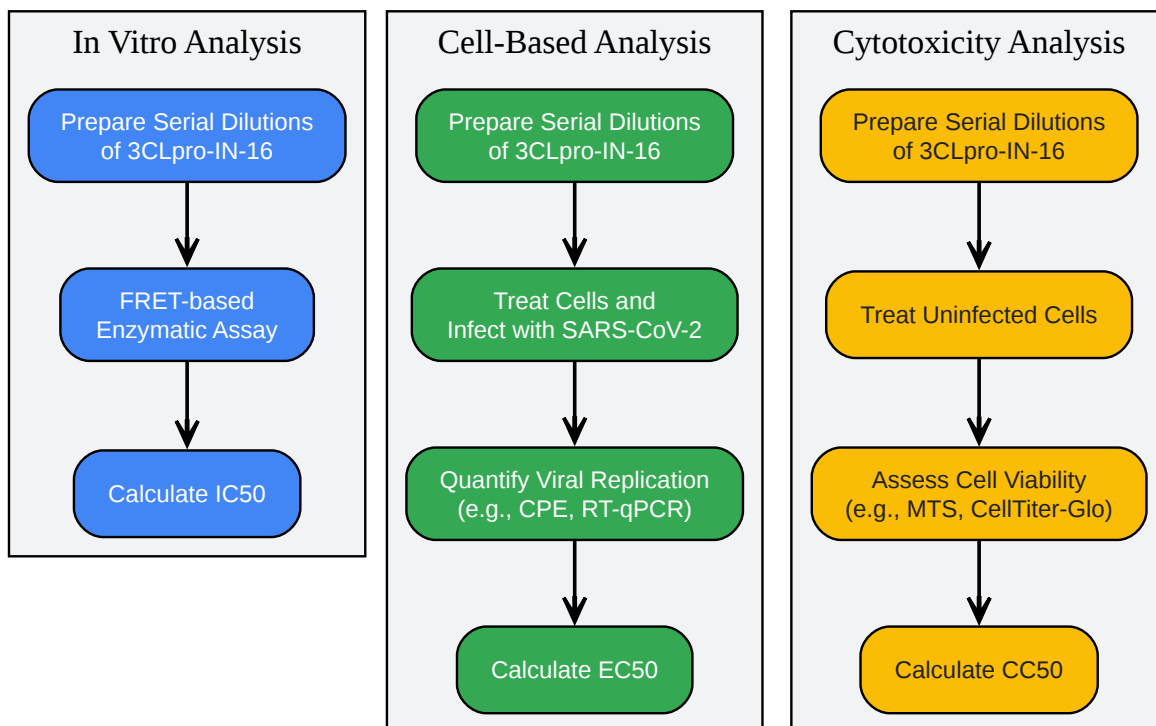 In Vitro Analysis
Prepare Serial Dilutions
of 3CLpro-IN-16
FRET-based
Enzymatic Assay
Calculate IC50
Cell-Based Analysis
Prepare Serial Dilutions
of 3CLpro-IN-16
Treat Cells and
Infect with SARS-CoV-2
Quantify Viral Replication
(e.g., CPE, RT-qPCR)
Calculate EC50
Cytotoxicity Analysis
Prepare Serial Dilutions
of 3CLpro-IN-16
Treat Uninfected Cells
Assess Cell Viability
(e.g., MTS, CellTiter-Glo)
Calculate CC50